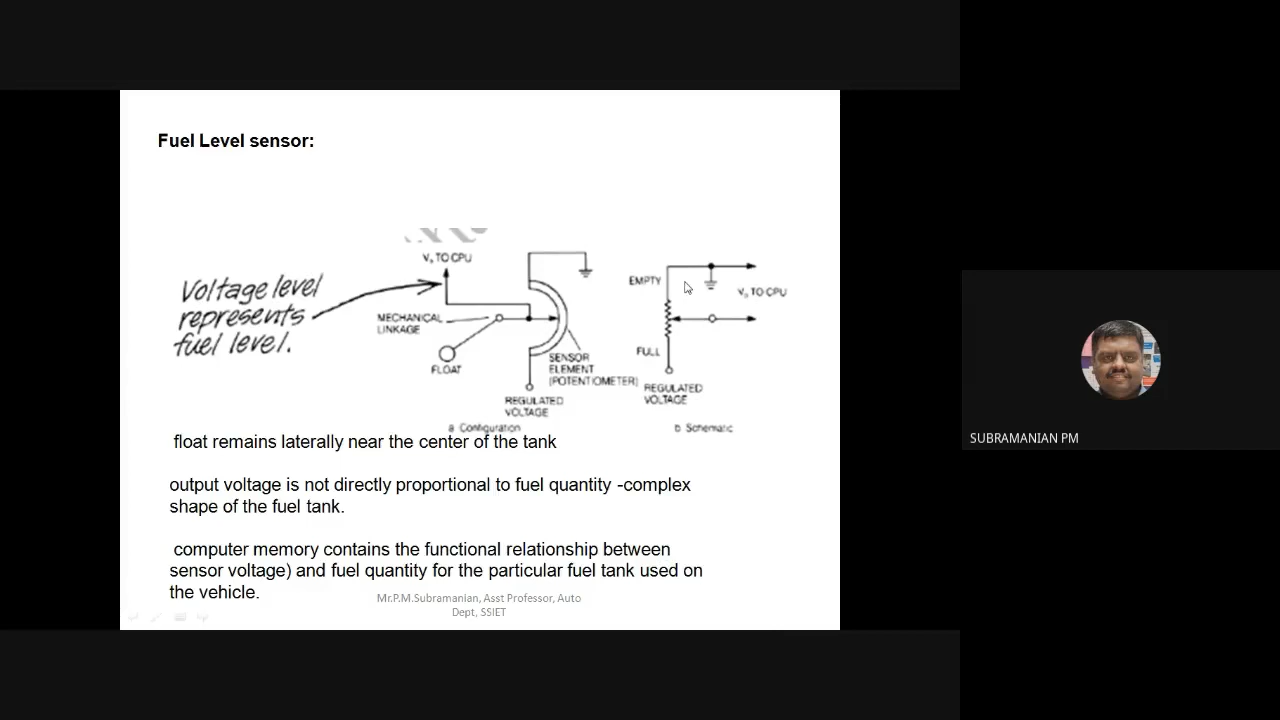 Fuel Level sensor:
Voltage level
represents
fuel level.
V₀ TO CPU
MECHANICAL
LINKAGE
FLOAT
SENSOR
ELEMENT
(POTENTIOMETER)
REGULATED
VOLTAGE
a Configuration
EMPTY
V₀ TO CPU
FULL
REGULATED
VOLTAGE
b Schematic
float remains laterally near the center of the tank
output voltage is not directly proportional to fuel quantity -complex
shape of the fuel tank.
computer memory contains the functional relationship between
sensor voltage) and fuel quantity for the particular fuel tank used on
the vehicle.
Mr.P.M.Subramanian, Asst Professor, Auto
Dept, SSIET
SUBRAMANIAN PM